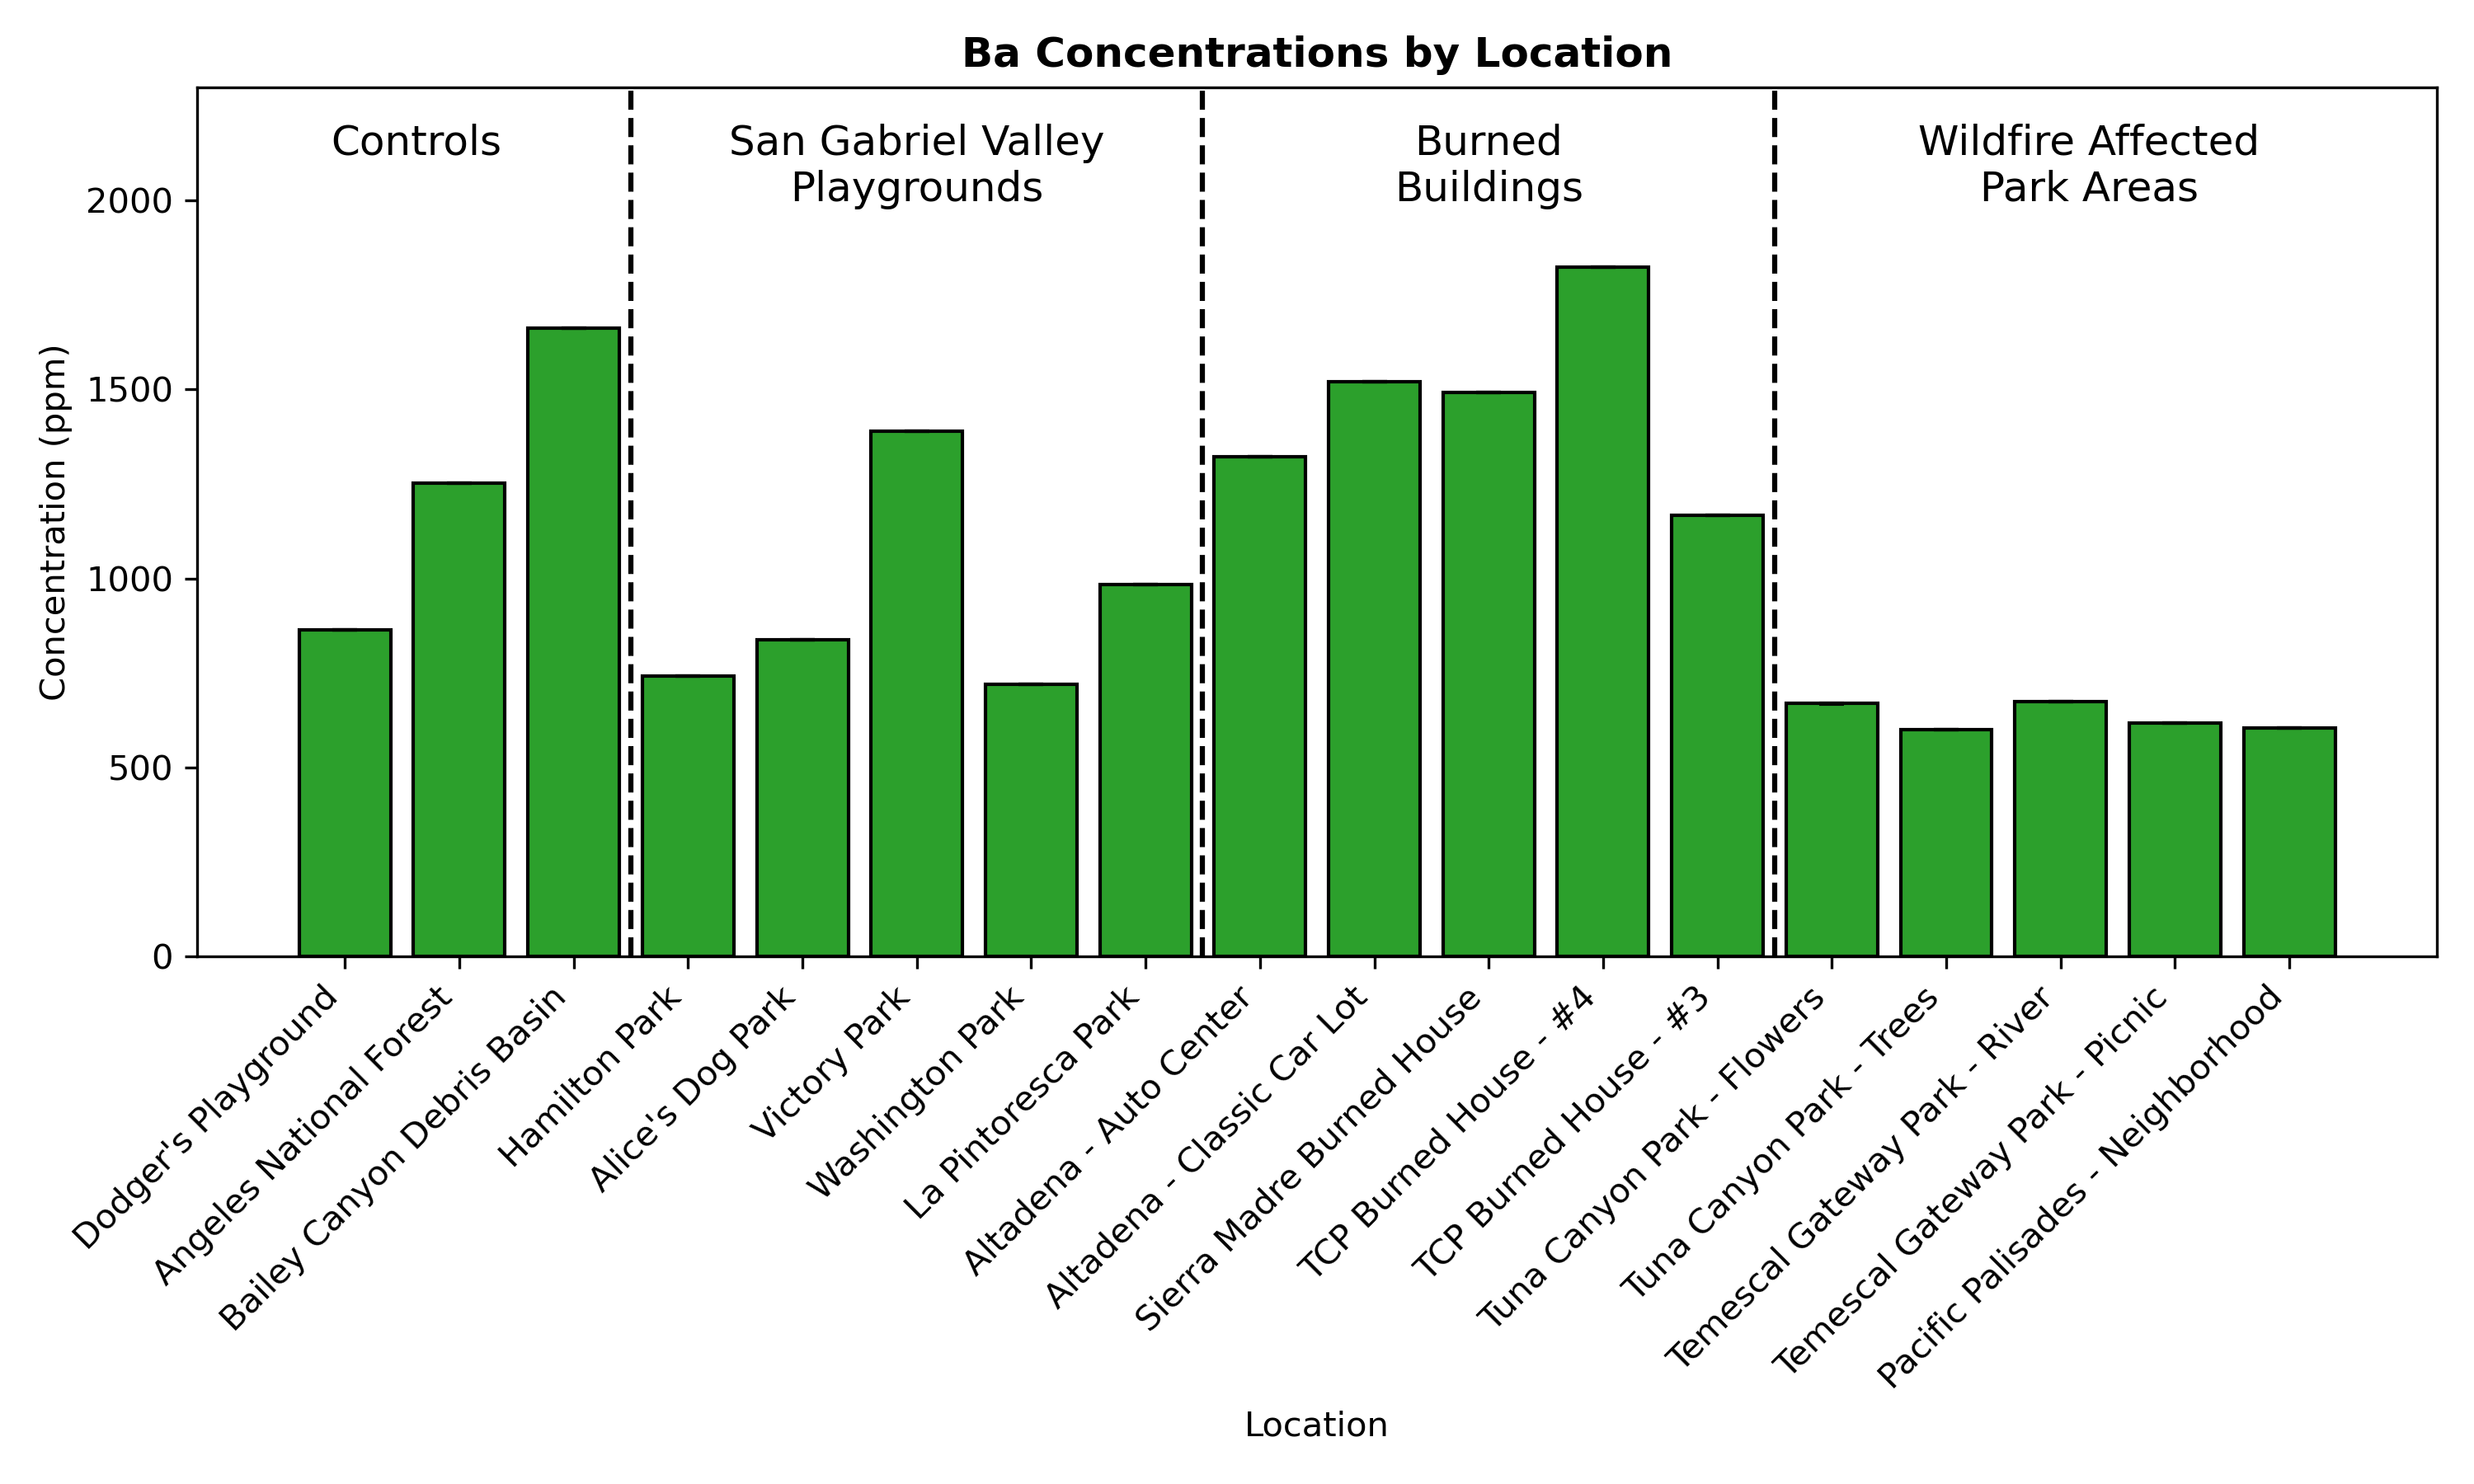 Ba Concentrations by Location
Controls
San Gabriel Valley
Playgrounds
Burned
Buildings
Wildfire Affected
Park Areas
Concentration (ppm)
2000
1500
1000
500
0
Dodger's Playground
Angeles National Forest
Bailey Canyon Debris Basin
Hamilton Park
Alice's Dog Park
Victory Park
Washington Park
La Pintoresca Park
Altadena - Auto Center
Altadena - Classic Car Lot
Sierra Madre Burned House
TCP Burned House - #4
TCP Burned House - #3
Tuna Canyon Park - Flowers
Tuna Canyon Park - Trees
Temescal Gateway Park - River
Temescal Gateway Park - Picnic
Pacific Palisades - Neighborhood
Location